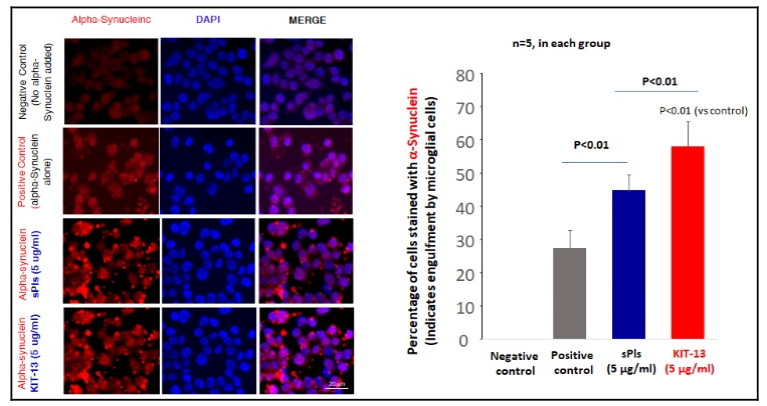 Alpha-Synucleinc DAPI MERGE
Negative Control
(No alpha-
Synuclein added)
Positive Control
(alpha-Synuclein
alone)
Alpha-synuclein
sPls (5 ug/ml)
Alpha-synuclein
KIT-13 (5 ug/ml)
20 um
n=5, in each group
Percentage of cells stained with α-Synuclein
(Indicates engulfment by microglial cells)
80
70
60
50
40
30
20
10
0
P<0.01
P<0.01
P<0.01 (vs control)
Negative
control
Positive
control
sPls
(5 µg/ml)
KIT-13
(5 µg/ml)